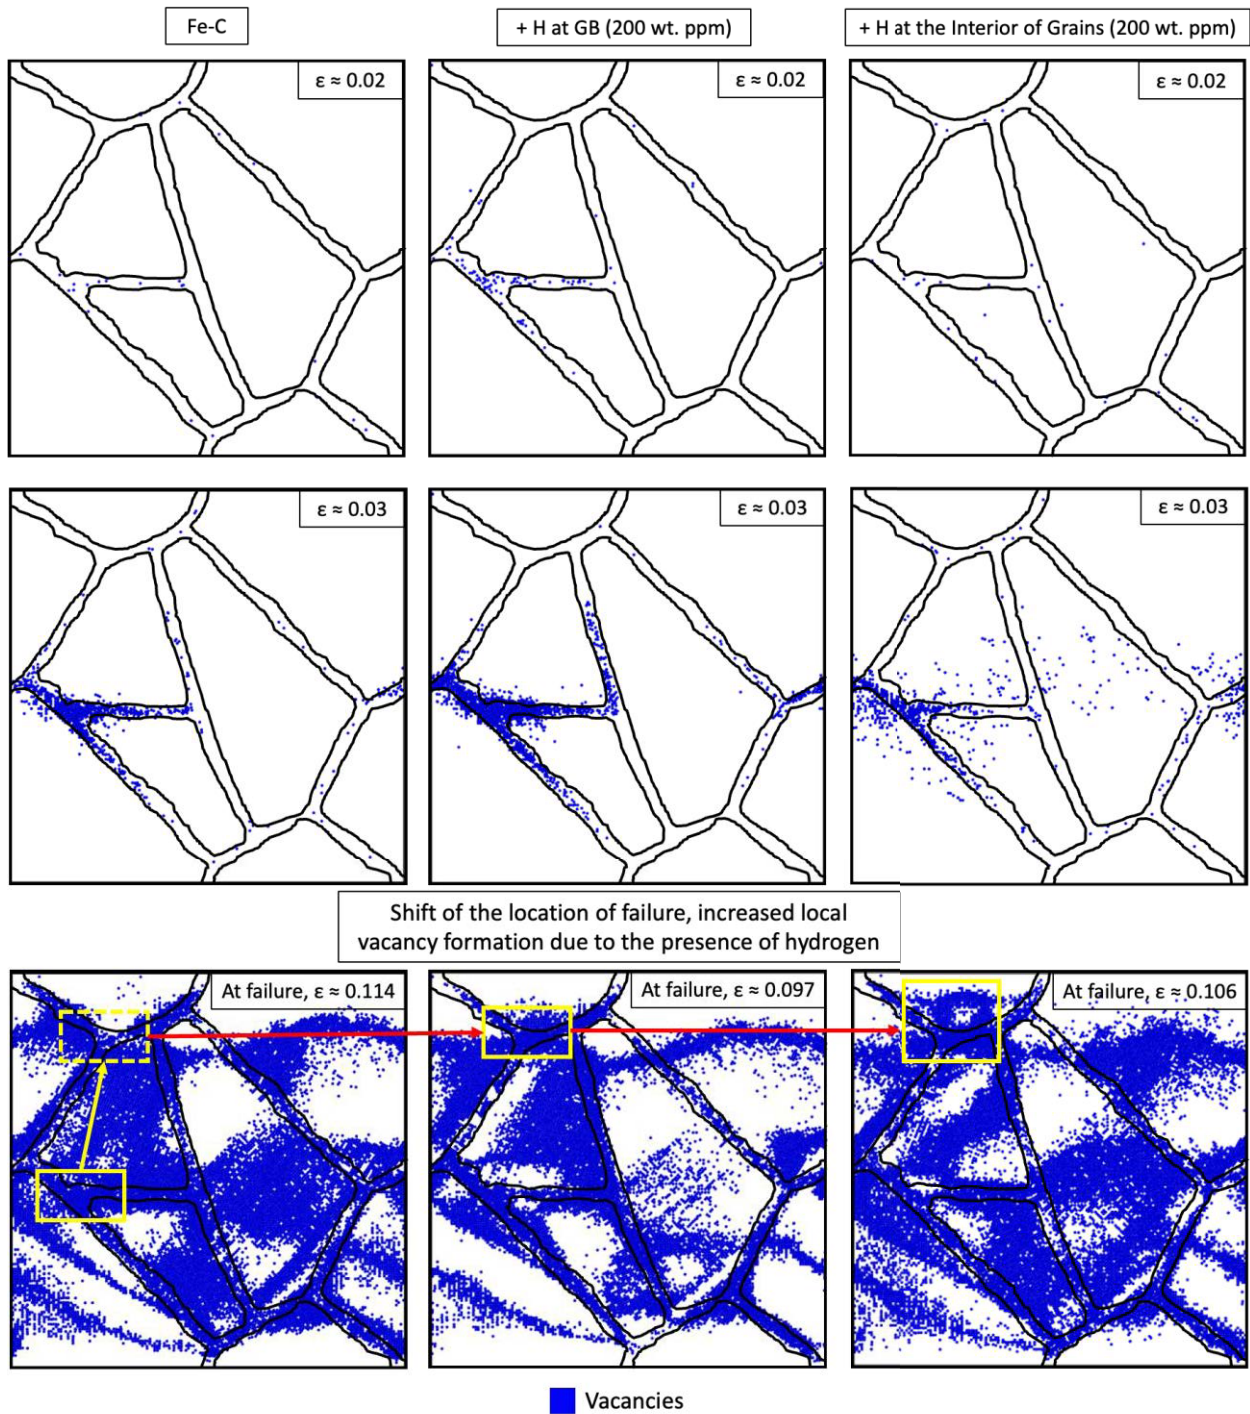 Fe-C
+ H at GB (200 wt. ppm)
+ H at the Interior of Grains (200 wt. ppm)
ε ≈ 0.02
ε ≈ 0.02
ε ≈ 0.02
ε ≈ 0.03
ε ≈ 0.03
ε ≈ 0.03
Shift of the location of failure, increased local
vacancy formation due to the presence of hydrogen
At failure, ε ≈ 0.114
At failure, ε ≈ 0.097
At failure, ε ≈ 0.106
Vacancies